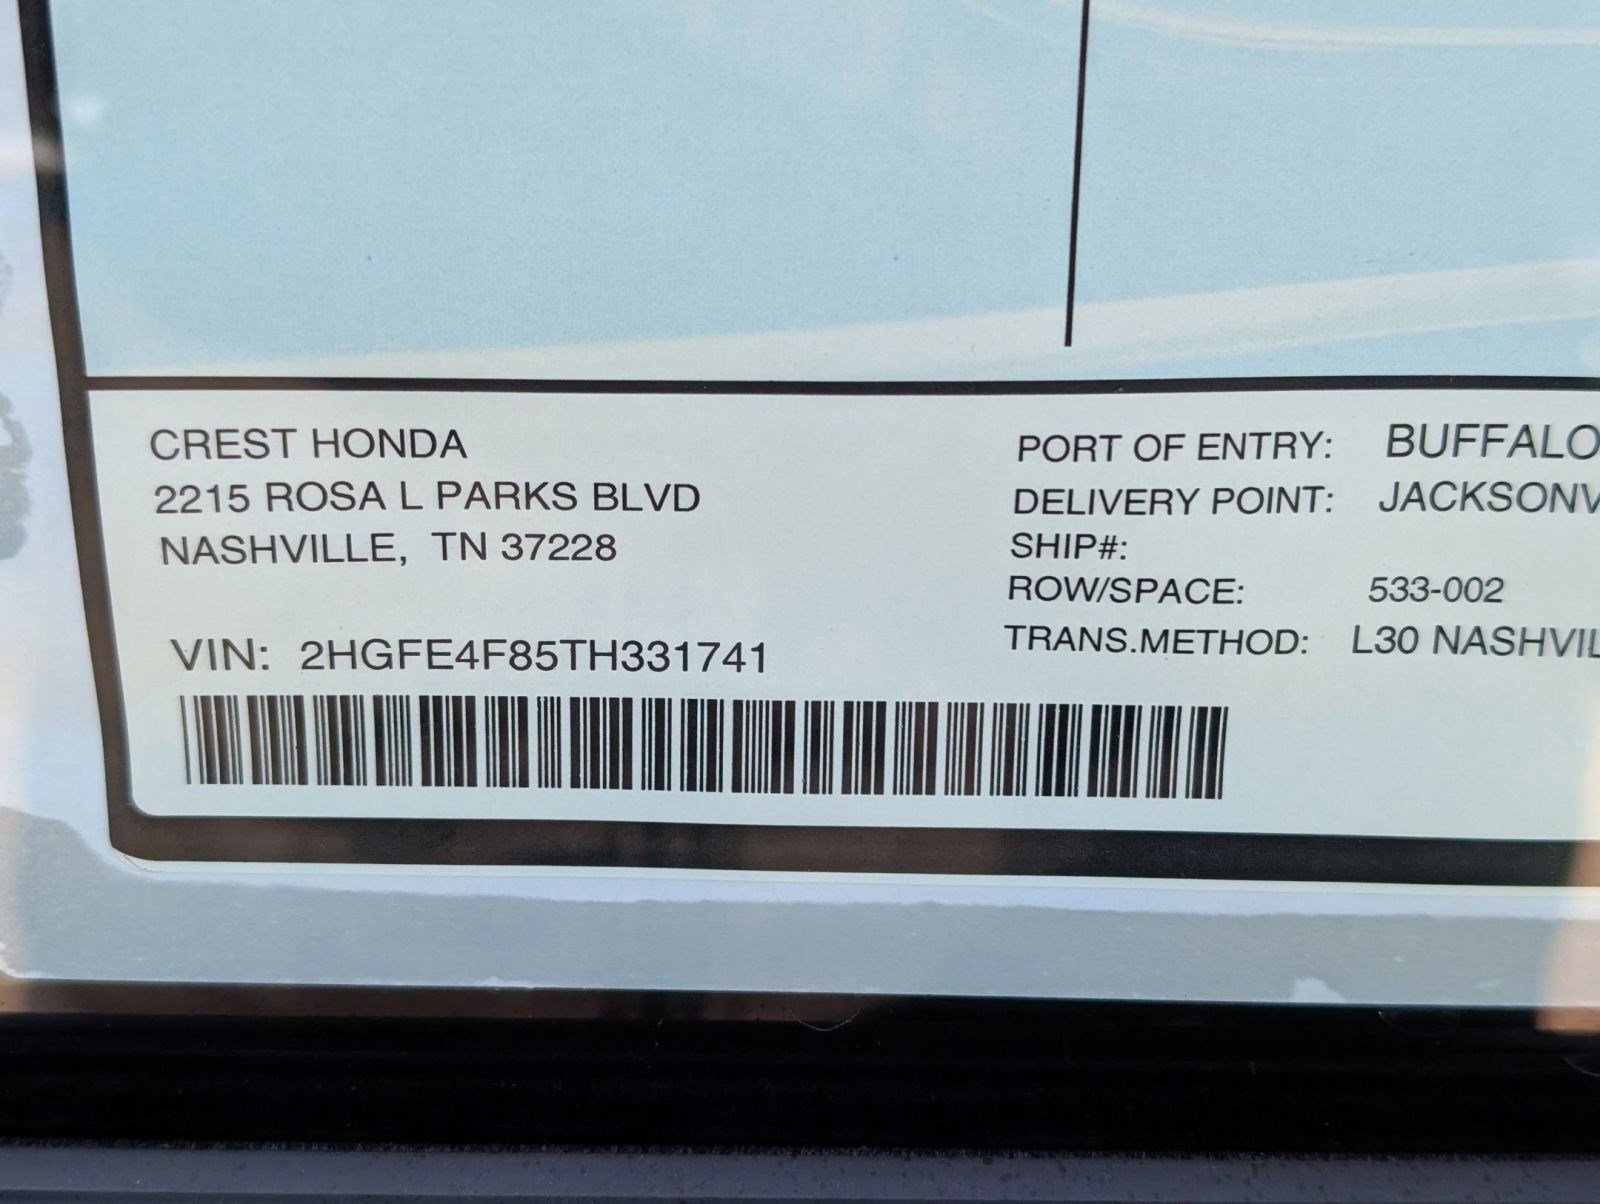 CREST HONDA
2215 ROSA L PARKS BLVD
NASHVILLE, TN 37228
VIN: 2HGFE4F85TH331741
PORT OF ENTRY: BUFFALO
DELIVERY POINT: JACKSONV
SHIP#:
ROW/SPACE: 533-002
TRANS.METHOD: L30 NASHVIL